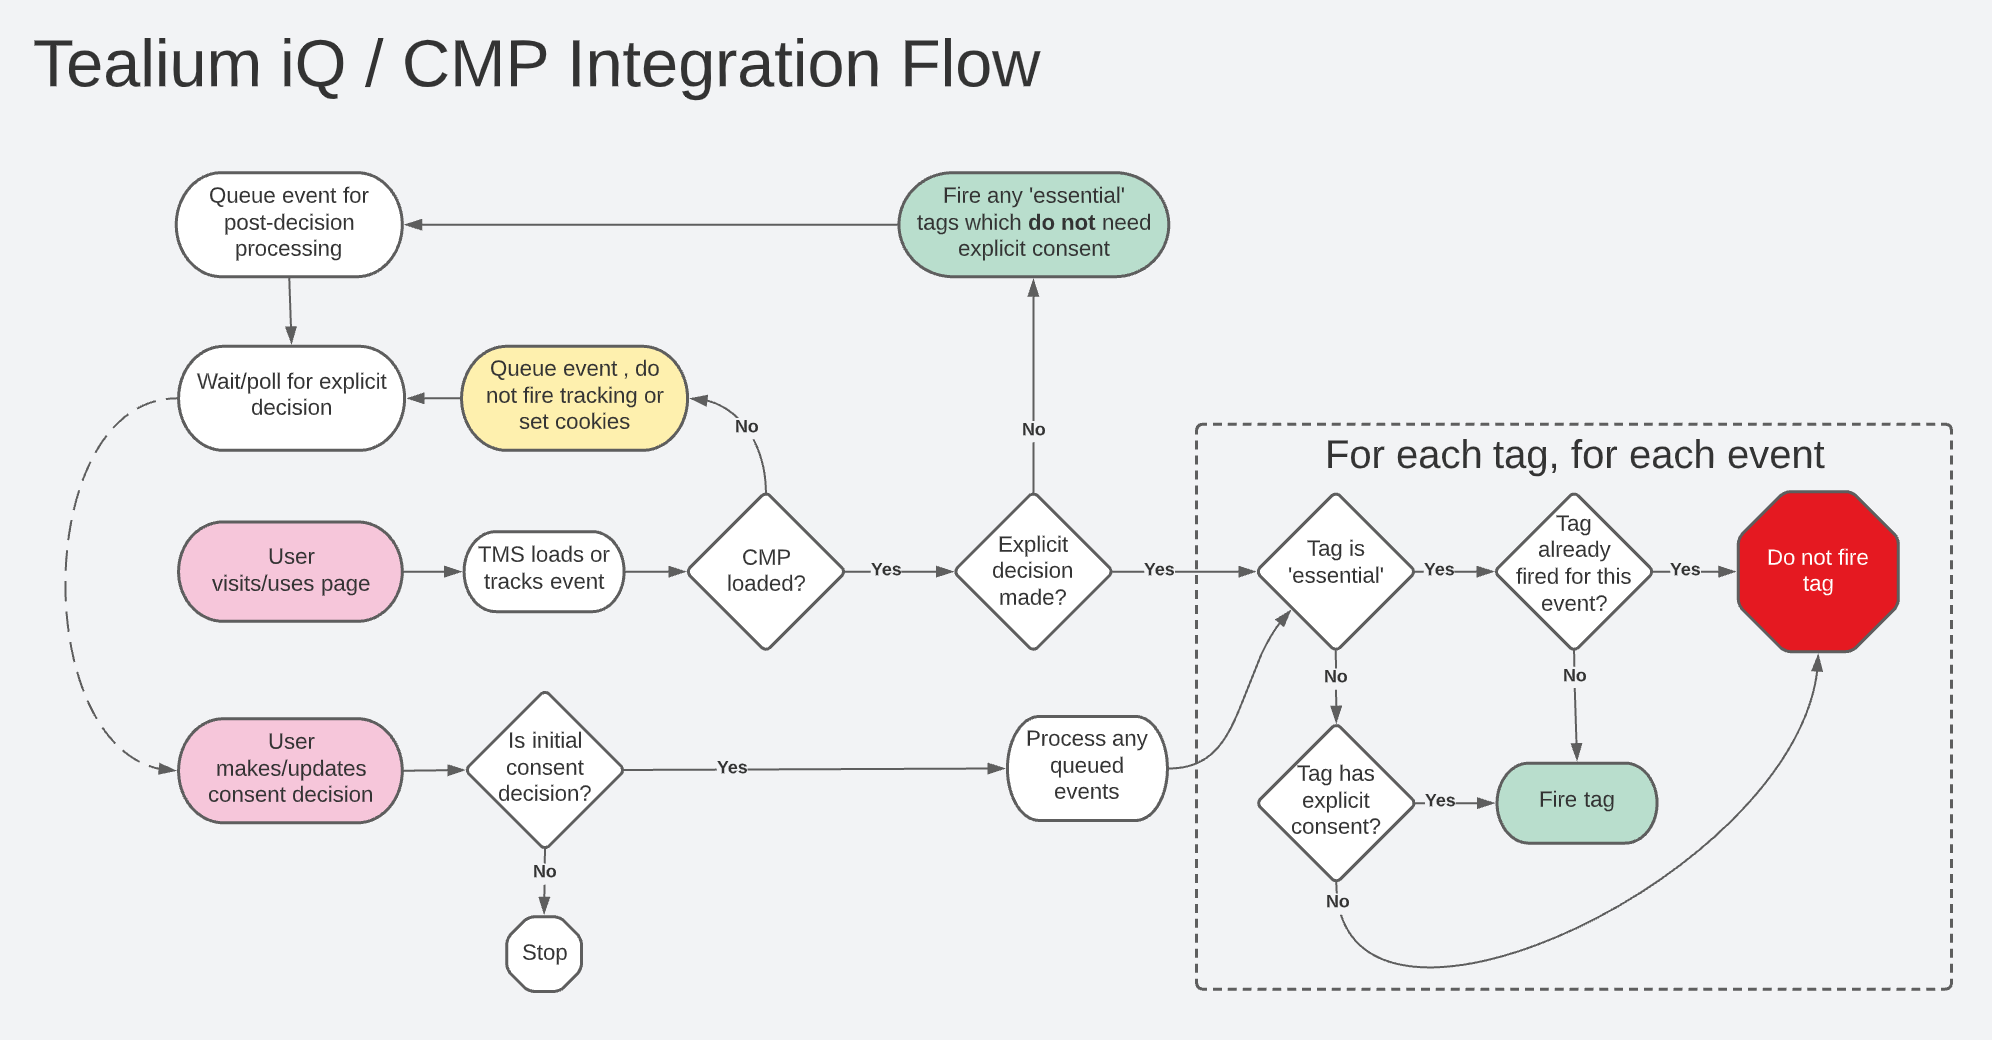 Tealium iQ / CMP Integration Flow
Queue event for
post-decision
processing
Fire any 'essential'
tags which do not need
explicit consent
Wait/poll for explicit
decision
Queue event , do
not fire tracking or
set cookies
No
No
For each tag, for each event
User
visits/uses page
TMS loads or
tracks event
CMP
loaded?
Yes
Explicit
decision
made?
Yes
Tag is
'essential'
Yes
Tag
already
fired for this
event?
Yes
Do not fire
tag
No
No
User
makes/updates
consent decision
Is initial
consent
decision?
Yes
Process any
queued
events
Tag has
explicit
consent?
Yes
Fire tag
No
No
Stop